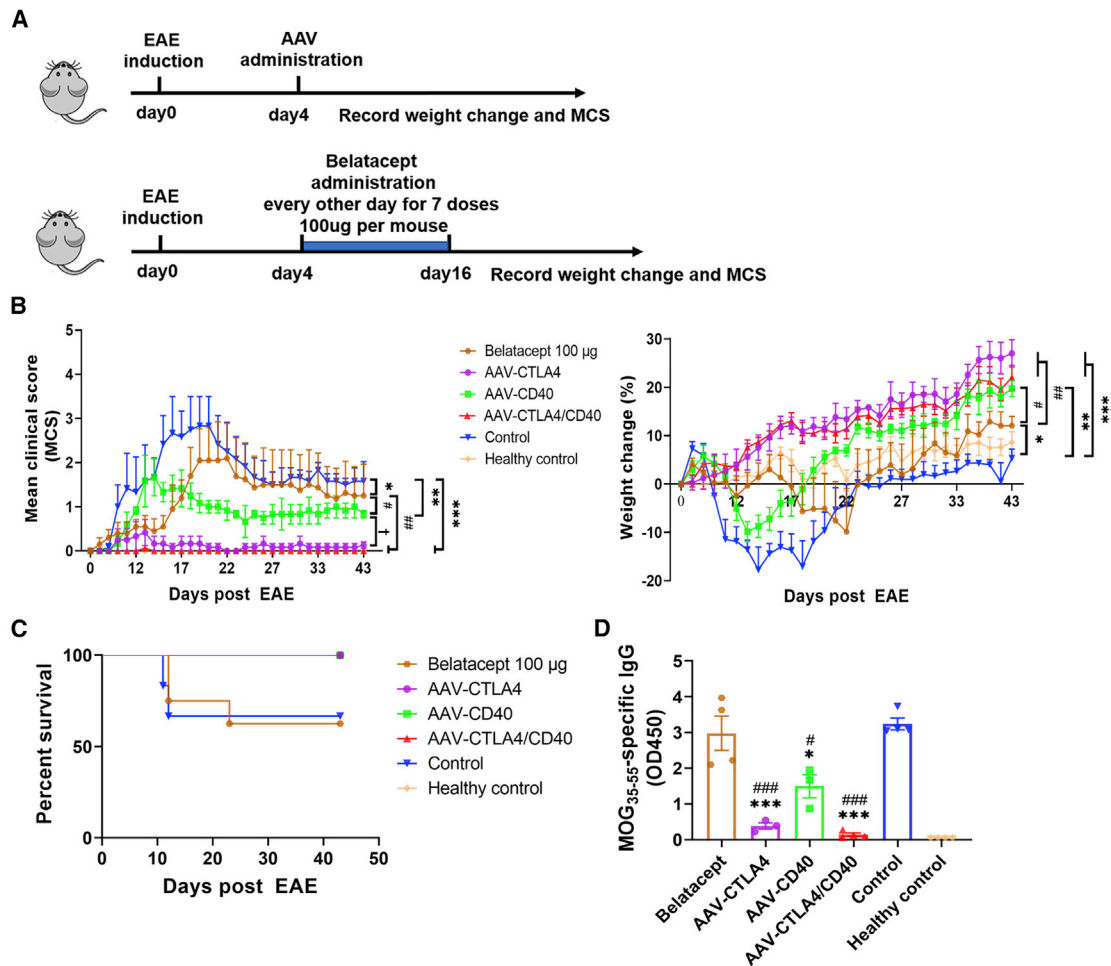 A
EAE
induction
AAV
administration
day0
day4
Record weight change and MCS
Belatacept
administration
every other day for 7 doses
100ug per mouse
EAE
induction
day0
day4
day16
Record weight change and MCS
B
Mean clinical score
(MCS)
5
4
3
2
1
0
0
12
17
22
27
33
43
Days post EAE
*
#
†
##
**
***
Belatacept 100 µg
AAV-CTLA4
AAV-CD40
AAV-CTLA4/CD40
Control
Healthy control
Weight change (%)
30
20
10
0
-10
-20
0
12
17
22
27
33
43
Days post EAE
#
*
##
**
***
C
Percent survival
100
50
0
0
10
20
30
40
50
Days post EAE
Belatacept 100 µg
AAV-CTLA4
AAV-CD40
AAV-CTLA4/CD40
Control
Healthy control
D
MOG35-55-specific IgG
(OD450)
5
4
3
2
1
0
###
***
#
*
###
***
Belatacept
AAV-CTLA4
AAV-CD40
AAV-CTLA4/CD40
Control
Healthy control